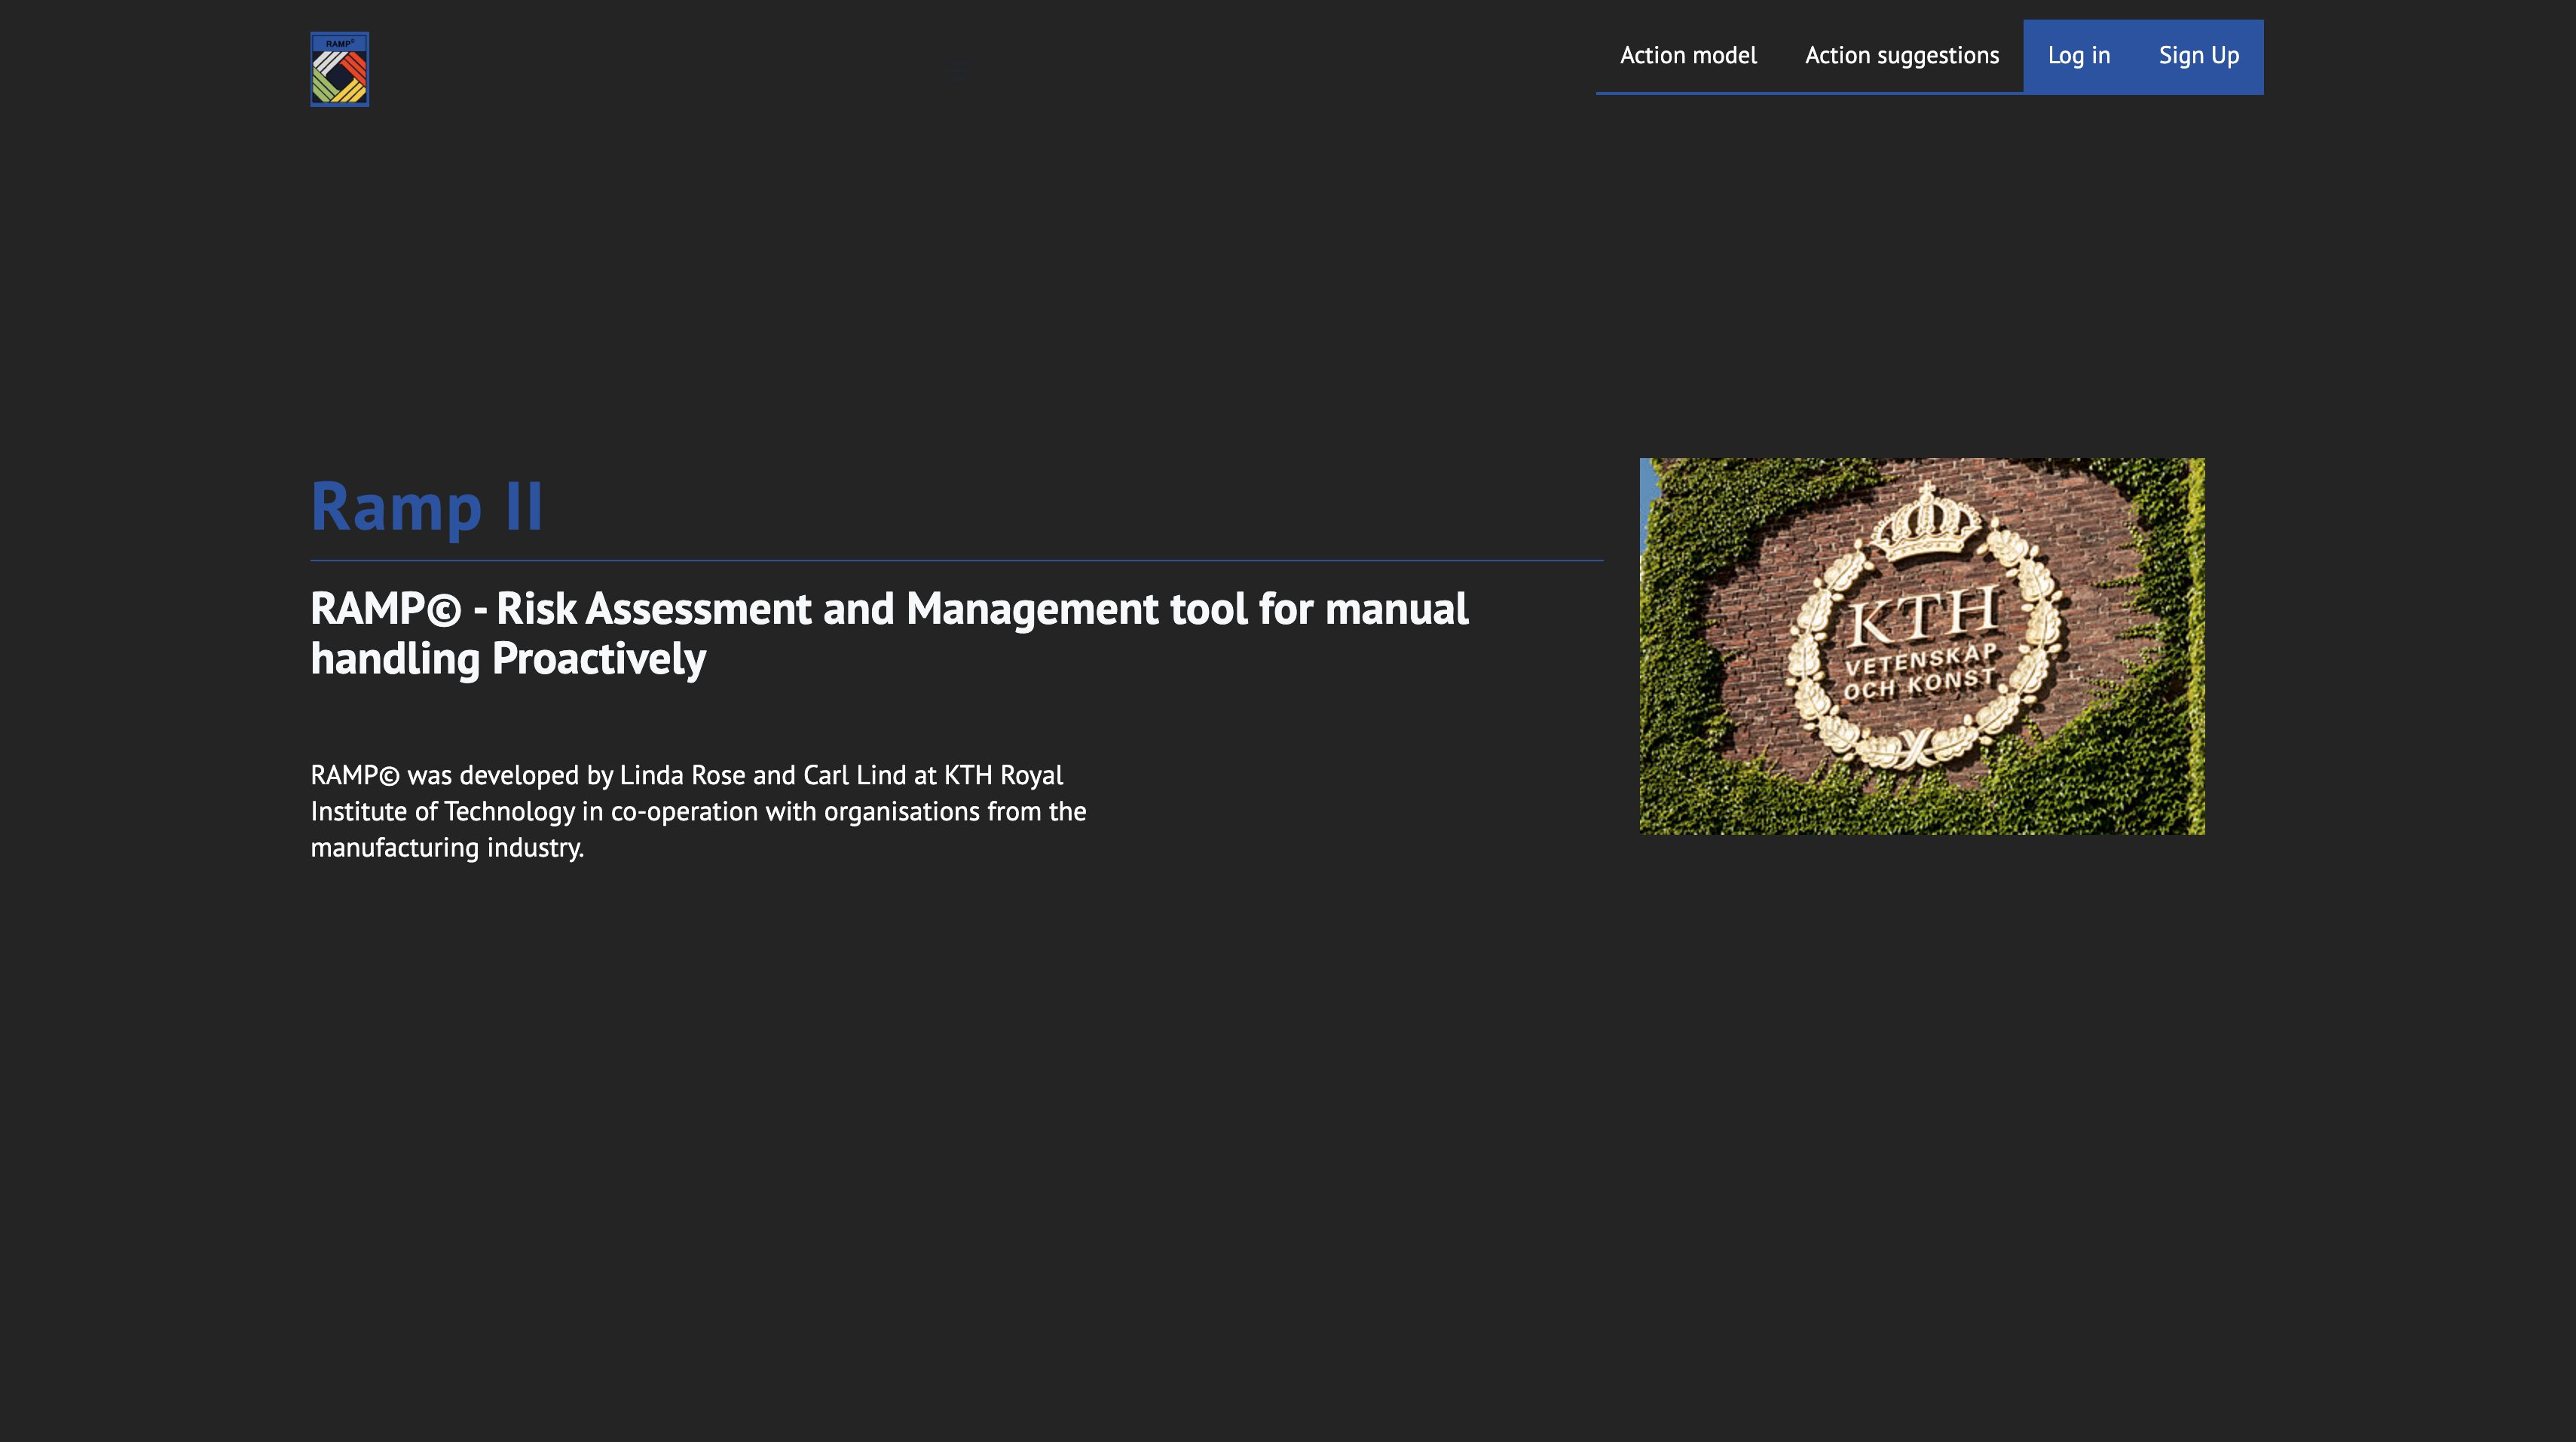 RAMP©
Action model
Action suggestions
Log in
Sign Up
Ramp II
RAMP© - Risk Assessment and Management tool for manual
handling Proactively
RAMP© was developed by Linda Rose and Carl Lind at KTH Royal
Institute of Technology in co-operation with organisations from the
manufacturing industry.
KTH
VETENSKAP
OCH KONST